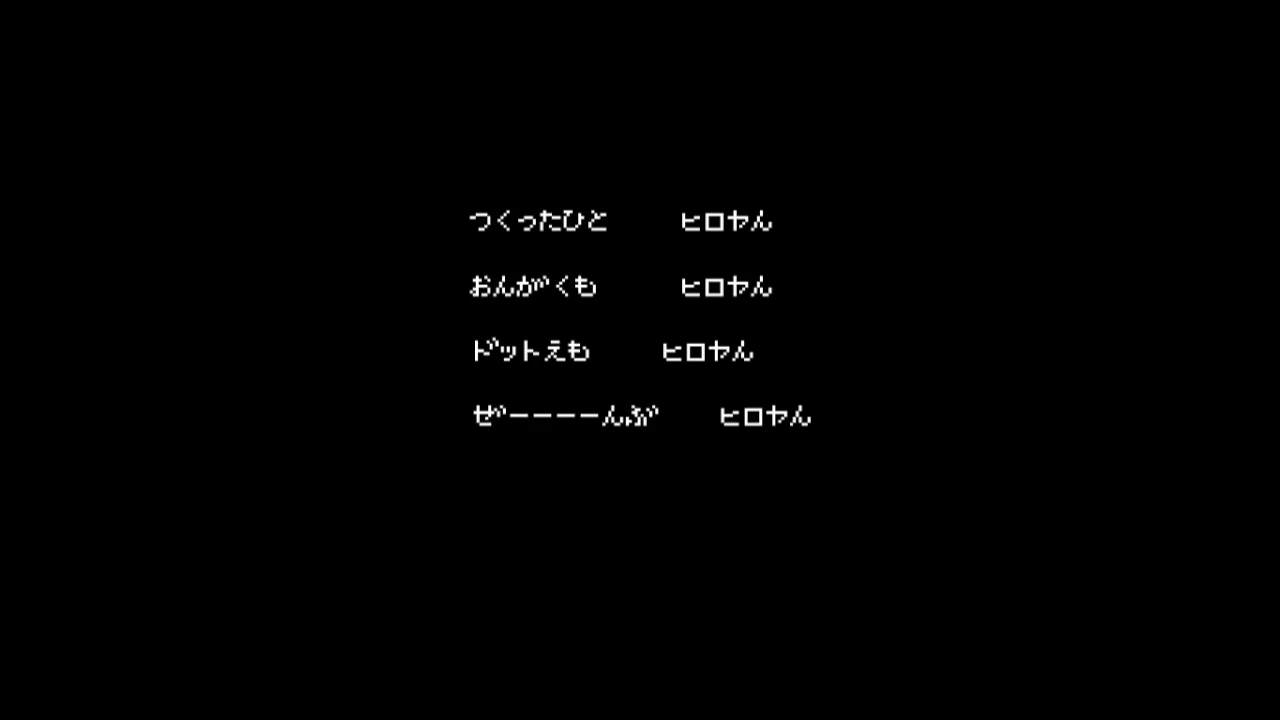 つくったひと ヒロヤん
おんがくも ヒロヤん
ドットえも ヒロヤん
ぜーーーーんぶ ヒロヤん